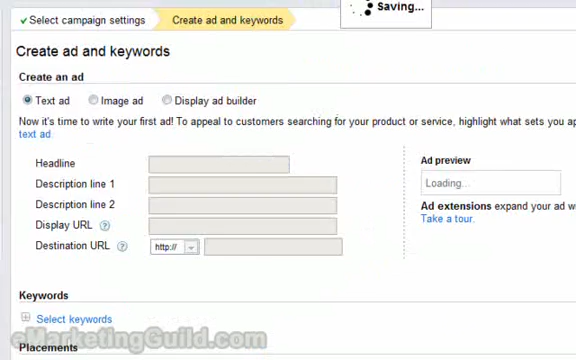 Select campaign settings Create ad and keywords Saving...
Create ad and keywords
Create an ad
Text ad Image ad Display ad builder
Now it's time to write your first ad! To appeal to customers searching for your product or service, highlight what sets you ap
text ad
Headline Ad preview
Description line 1 Loading...
Description line 2 Ad extensions expand your ad wi
Display URL ? Take a tour.
Destination URL ? http://
Keywords
Select keywords
eMarketingGuild.com
Placements